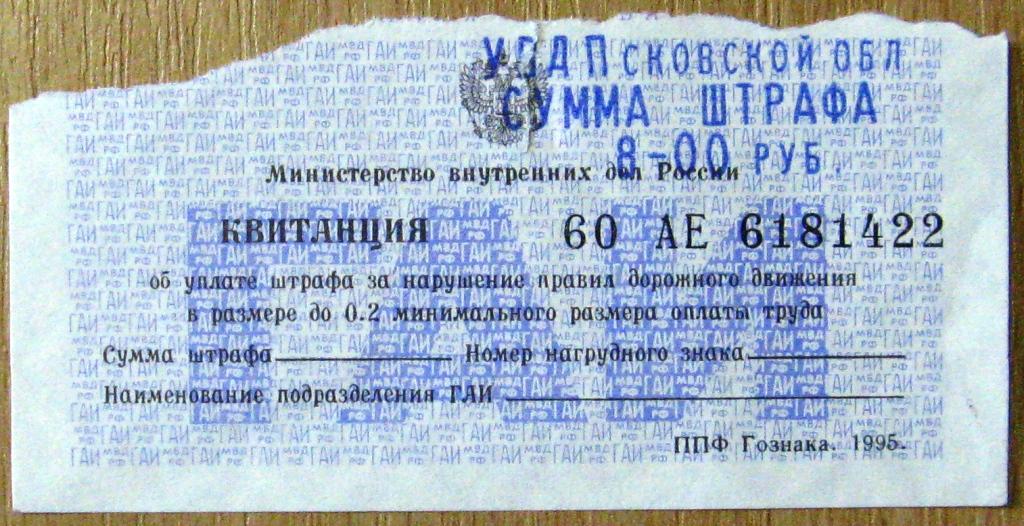 УГАДПСКОВСКОЙ ОБЛ
СУММА ШТРАФА
8-00 РУБ.
Министерство внутренних дел России
КВИТАНЦИЯ 60 АЕ 6181422
об уплате штрафа за нарушение правил дорожного движения
в размере до 0.2 минимального размера оплаты труда
Сумма штрафа Номер нагрудного знака
Наименование подразделения ГАИ
ППФ Гознака. 1995.